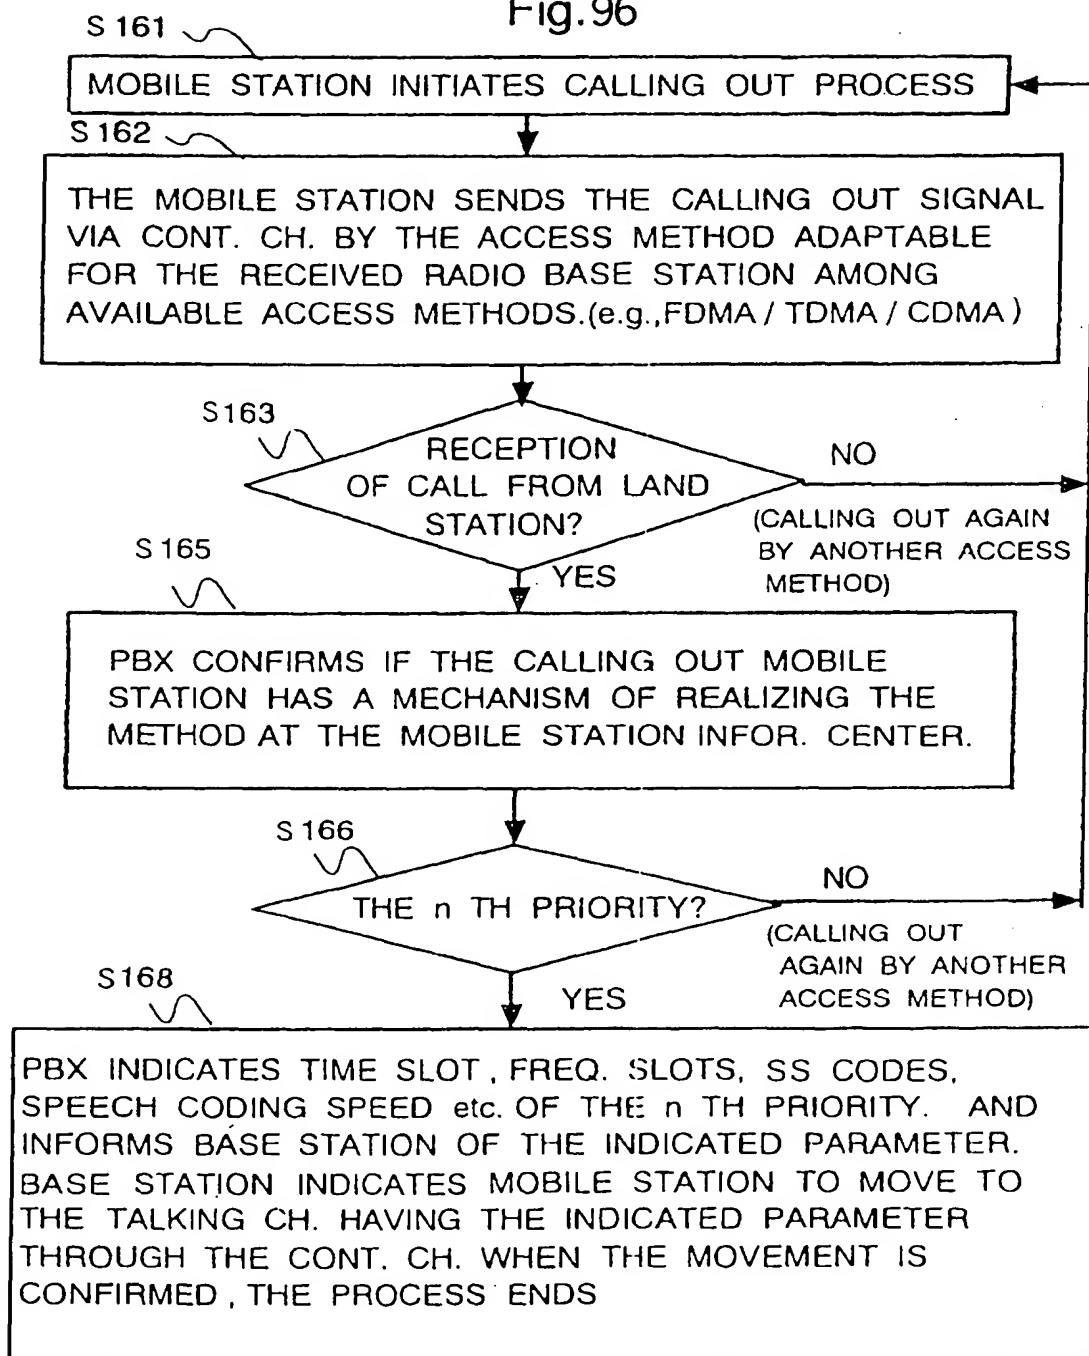 Fig.96
S 161
MOBILE STATION INITIATES CALLING OUT PROCESS
S 162
THE MOBILE STATION SENDS THE CALLING OUT SIGNAL
VIA CONT. CH. BY THE ACCESS METHOD ADAPTABLE
FOR THE RECEIVED RADIO BASE STATION AMONG
AVAILABLE ACCESS METHODS.(e.g.,FDMA / TDMA / CDMA )
S163
RECEPTION
OF CALL FROM LAND
STATION?
NO
(CALLING OUT AGAIN
BY ANOTHER ACCESS
METHOD)
YES
S 165
PBX CONFIRMS IF THE CALLING OUT MOBILE
STATION HAS A MECHANISM OF REALIZING THE
METHOD AT THE MOBILE STATION INFOR. CENTER.
S 166
THE n TH PRIORITY?
NO
(CALLING OUT
AGAIN BY ANOTHER
ACCESS METHOD)
YES
S168
PBX INDICATES TIME SLOT , FREQ. SLOTS, SS CODES,
SPEECH CODING SPEED etc. OF THE n TH PRIORITY. AND
INFORMS BASE STATION OF THE INDICATED PARAMETER.
BASE STATION INDICATES MOBILE STATION TO MOVE TO
THE TALKING CH. HAVING THE INDICATED PARAMETER
THROUGH THE CONT. CH. WHEN THE MOVEMENT IS
CONFIRMED , THE PROCESS ENDS